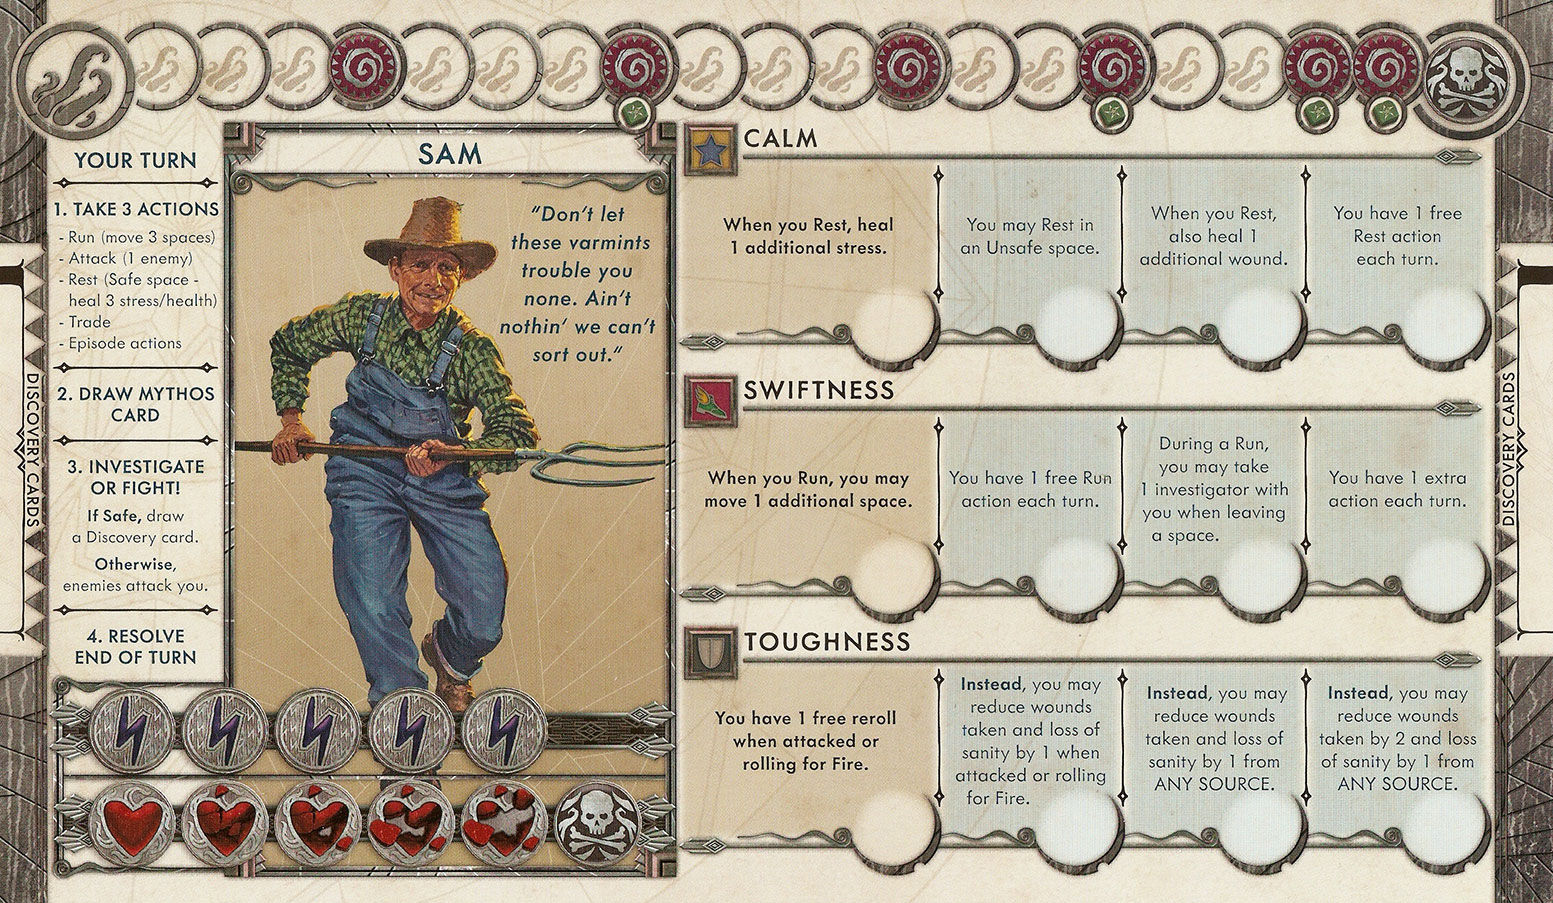 YOUR TURN
1. TAKE 3 ACTIONS
- Run (move 3 spaces)
- Attack (1 enemy)
- Rest (Safe space -
heal 3 stress/health)
- Trade
- Episode actions
2. DRAW MYTHOS
CARD
3. INVESTIGATE
OR FIGHT!
If Safe, draw
a Discovery card.
Otherwise,
enemies attack you.
4. RESOLVE
END OF TURN
DISCOVERY CARDS
SAM
“Don’t let
these varmints
trouble you
none. Ain’t
nothin’ we can’t
sort out.”
CALM
When you Rest, heal
1 additional stress.
You may Rest in
an Unsafe space.
When you Rest,
also heal 1
additional wound.
You have 1 free
Rest action
each turn.
SWIFTNESS
When you Run, you may
move 1 additional space.
You have 1 free Run
action each turn.
During a Run,
you may take
1 investigator with
you when leaving
a space.
You have 1 extra
action each turn.
TOUGHNESS
You have 1 free reroll
when attacked or
rolling for Fire.
Instead, you may
reduce wounds
taken and loss of
sanity by 1 when
attacked or rolling
for Fire.
Instead, you may
reduce wounds
taken and loss of
sanity by 1 from
ANY SOURCE.
Instead, you may
reduce wounds
taken by 2 and loss
of sanity by 1 from
ANY SOURCE.
DISCOVERY CARDS